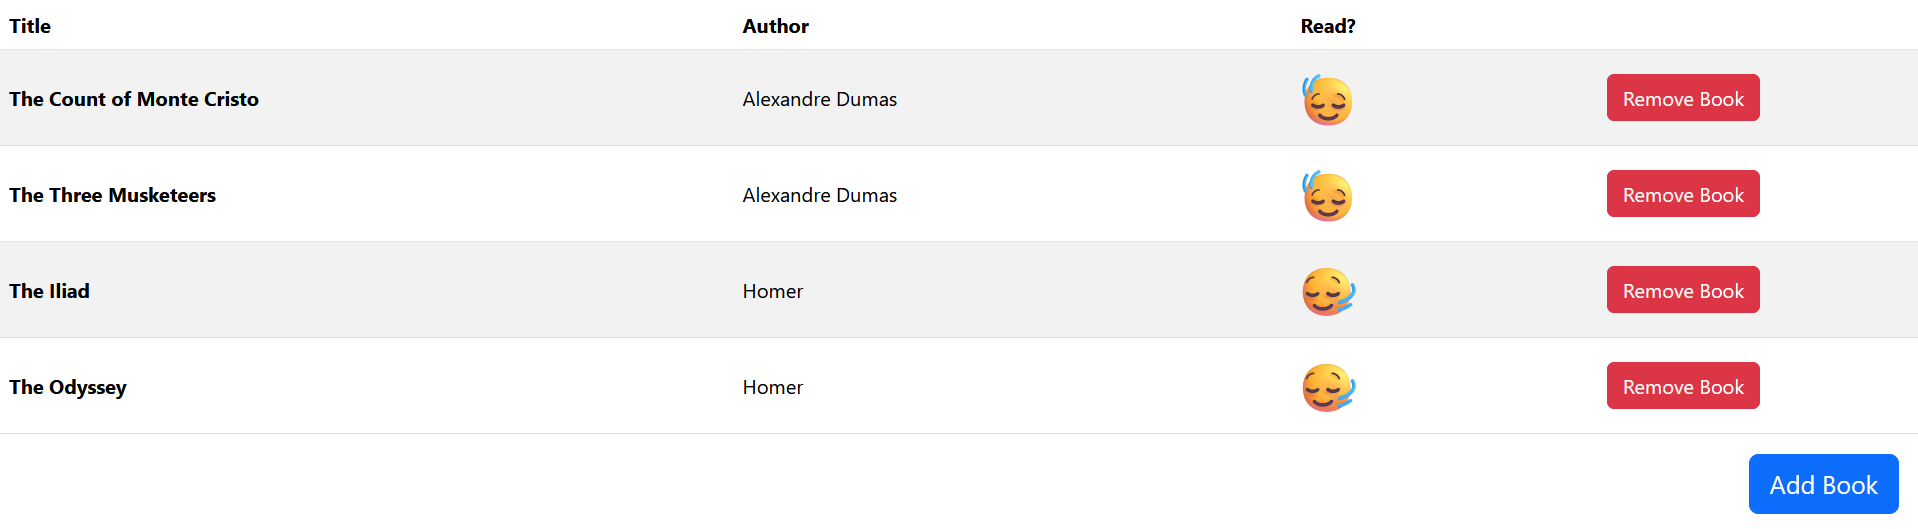 Title Author Read?
The Count of Monte Cristo Alexandre Dumas Remove Book
The Three Musketeers Alexandre Dumas Remove Book
The Iliad Homer Remove Book
The Odyssey Homer Remove Book
Add Book